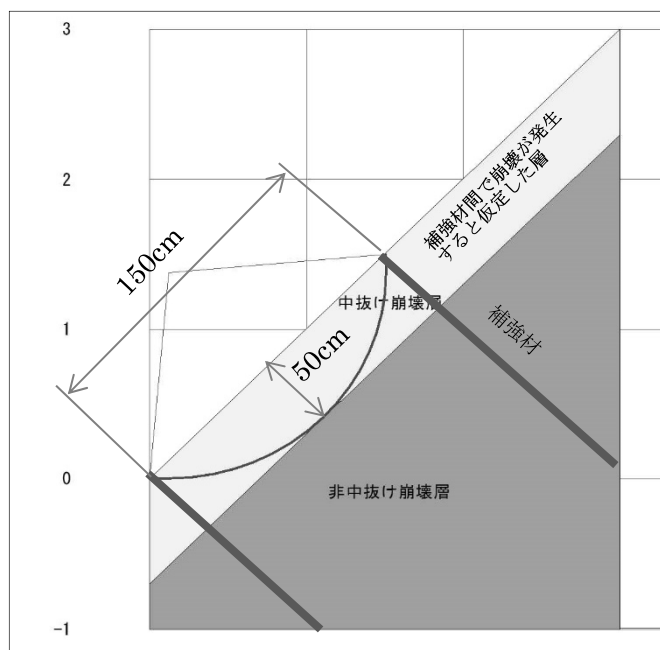 3
2
1
0
-1
150cm
50cm
補強材間で崩壊が発生
すると仮定した層
中抜け崩壊層
補強材
非中抜け崩壊層